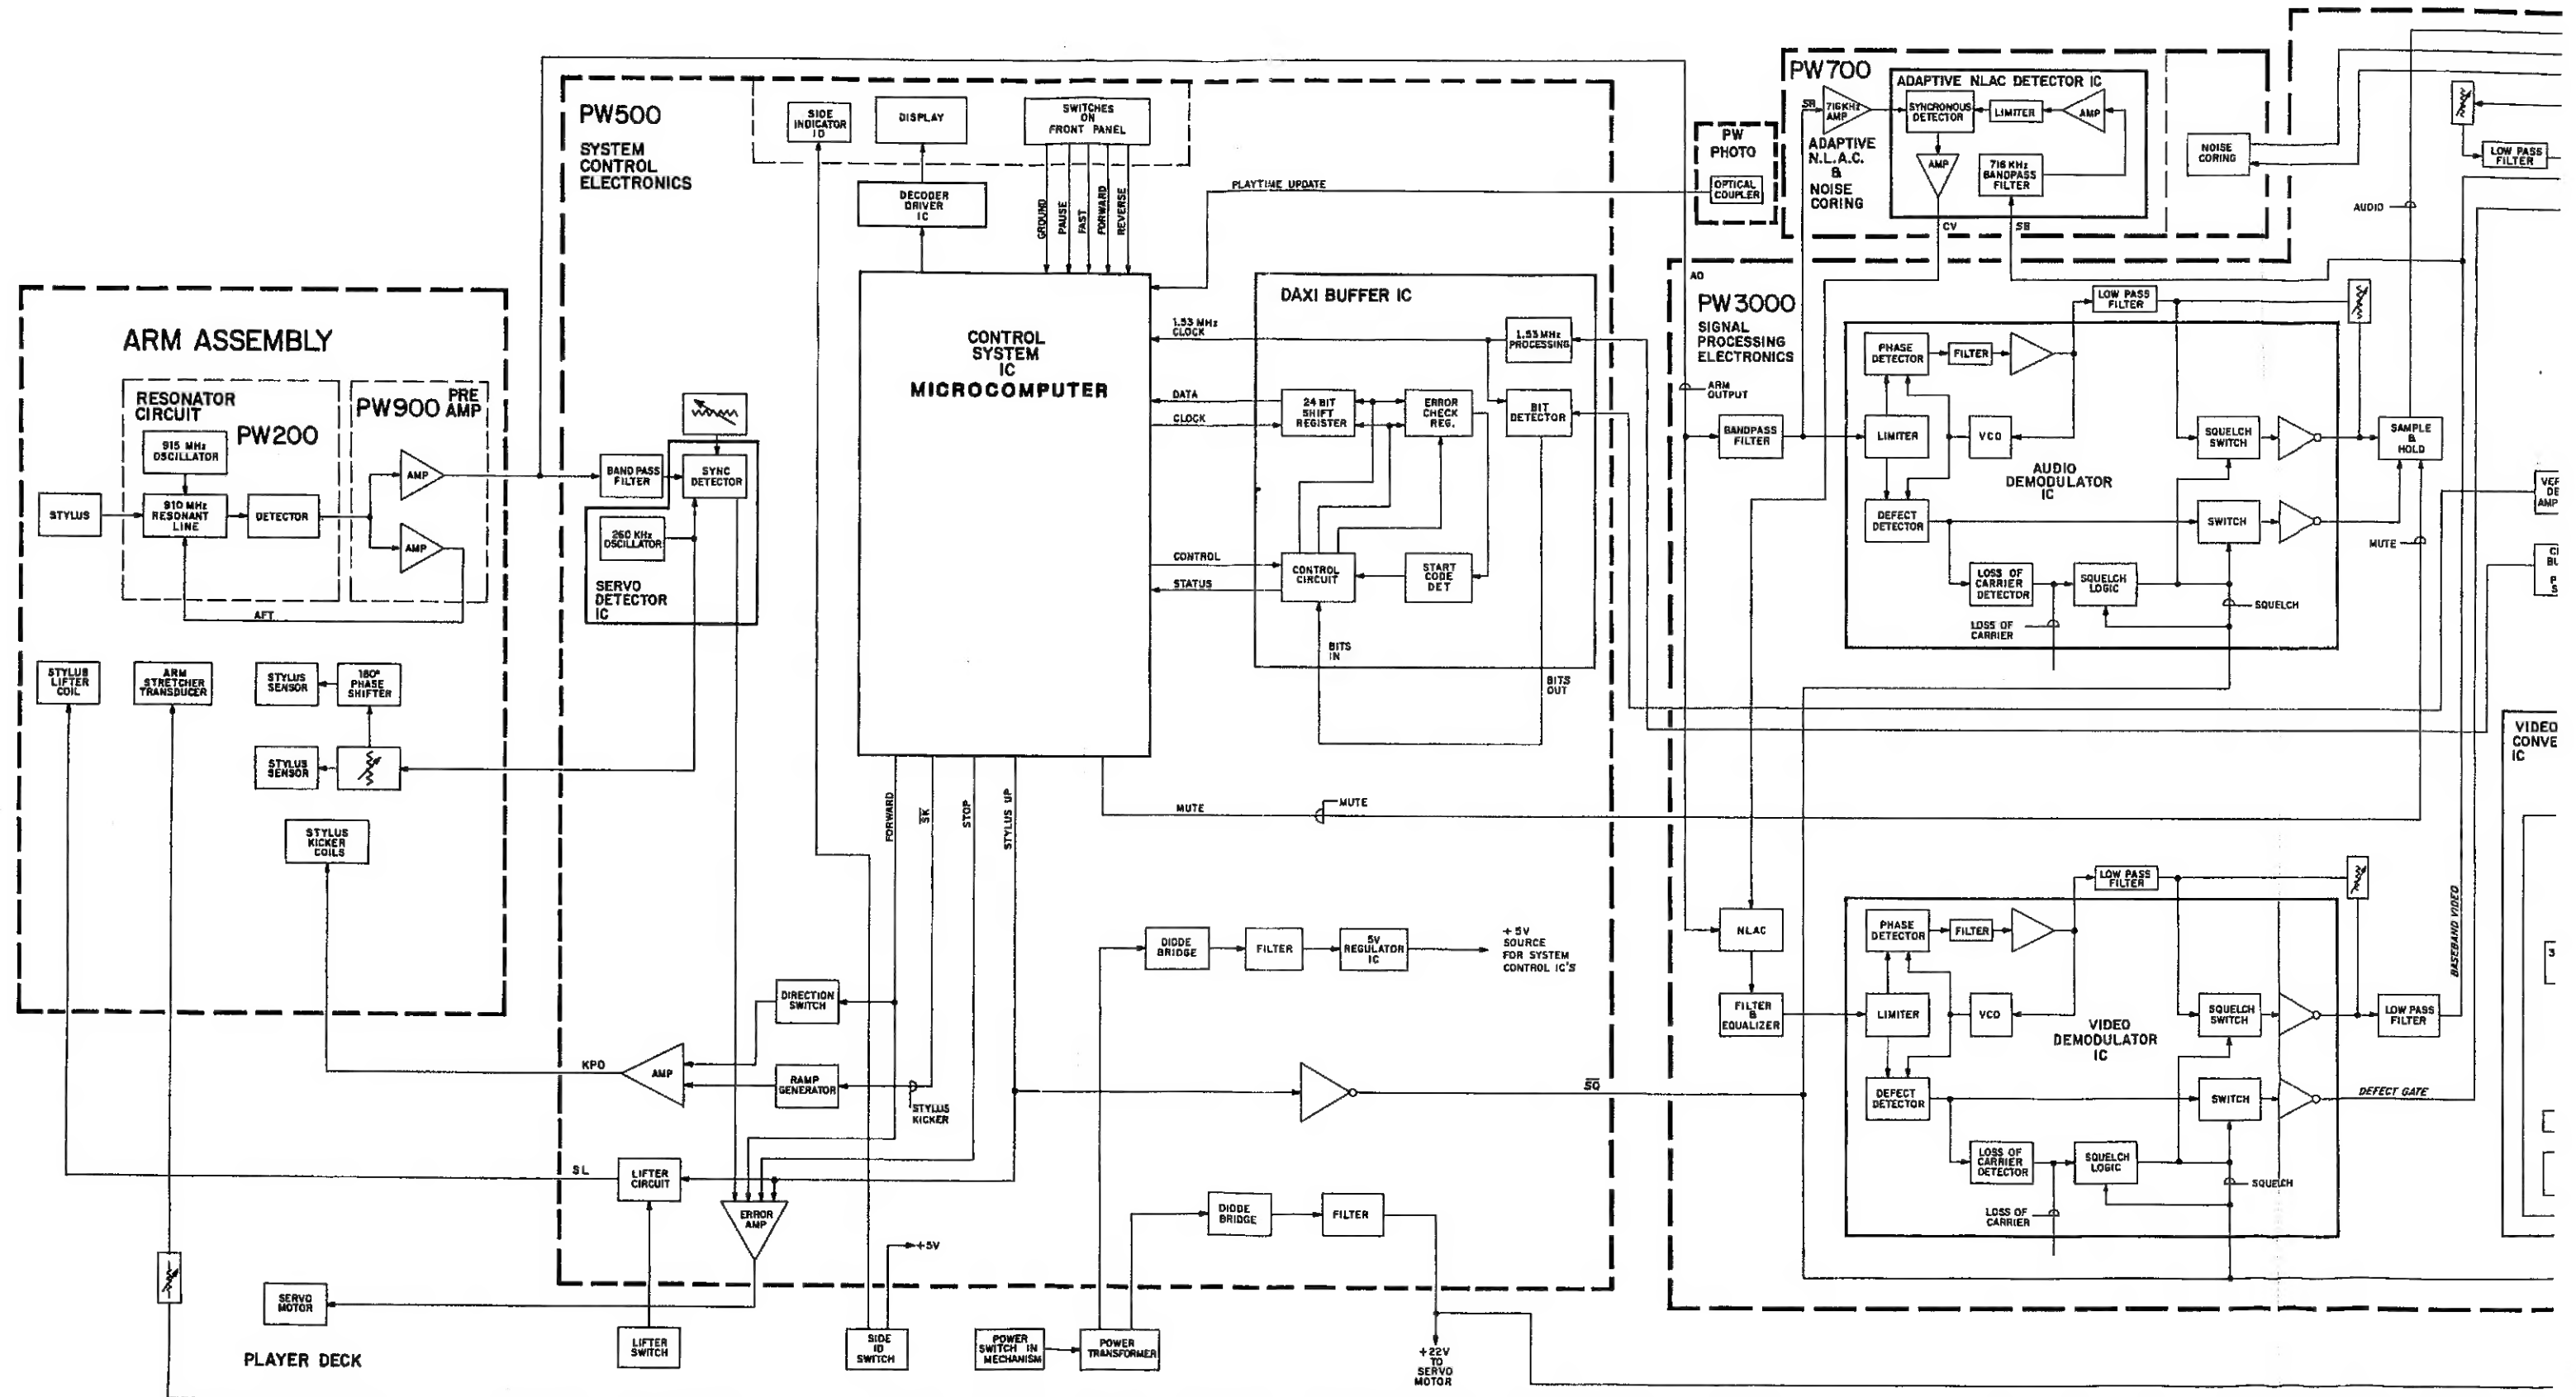 ARM ASSEMBLY
RESONATOR
CIRCUIT
PW200
915 MHz
OSCILLATOR
STYLUS
910 MHz
RESONANT
LINE
DETECTOR
PW900
PRE
AMP
AMP
AMP
AFT
STYLUS
LIFTER
COIL
ARM
STRETCHER
TRANSDUCER
STYLUS
SENSOR
180°
PHASE
SHIFTER
STYLUS
SENSOR
STYLUS
KICKER
COILS
SERVO
MOTOR
PLAYER DECK
PW500
SYSTEM
CONTROL
ELECTRONICS
SIDE
INDICATOR
ID
DISPLAY
SWITCHES
ON
FRONT PANEL
DECODER
DRIVER
IC
GROUND
PAUSE
FAST
FORWARD
REVERSE
PLAYTIME UPDATE
CONTROL
SYSTEM
IC
MICROCOMPUTER
BAND PASS
FILTER
SYNC
DETECTOR
260 KHz
OSCILLATOR
SERVO
DETECTOR
IC
DAXI BUFFER IC
1.53 MHz
CLOCK
1.53 MHz
PROCESSING
DATA
CLOCK
24 BIT
SHIFT
REGISTER
ERROR
CHECK
REG.
BIT
DETECTOR
CONTROL
STATUS
CONTROL
CIRCUIT
START
CODE
DET
BITS
IN
BITS
OUT
FORWARD
SK
STOP
STYLUS UP
MUTE
MUTE
DIODE
BRIDGE
FILTER
5V
REGULATOR
IC
+ 5V
SOURCE
FOR SYSTEM
CONTROL IC'S
DIRECTION
SWITCH
KPO
AMP
RAMP
GENERATOR
STYLUS
KICKER
SQ
SL
LIFTER
CIRCUIT
ERROR
AMP
+5V
DIODE
BRIDGE
FILTER
LIFTER
SWITCH
SIDE
ID
SWITCH
POWER
SWITCH IN
MECHANISM
POWER
TRANSFORMER
+22V
TO
SERVO
MOTOR
PW
PHOTO
OPTICAL
COUPLER
PW700
SB
716KHz
AMP
ADAPTIVE
N.L.A.C.
&
NOISE
CORING
ADAPTIVE NLAC DETECTOR IC
SYNCRONOUS
DETECTOR
LIMITER
AMP
AMP
716 KHz
BANDPASS
FILTER
NOISE
CORING
CV
SB
LOW PASS
FILTER
AUDIO
AO
PW3000
SIGNAL
PROCESSING
ELECTRONICS
ARM
OUTPUT
BANDPASS
FILTER
LOW PASS
FILTER
PHASE
DETECTOR
FILTER
LIMITER
VCO
SQUELCH
SWITCH
SAMPLE
&
HOLD
AUDIO
DEMODULATOR
IC
DEFECT
DETECTOR
SWITCH
MUTE
LOSS OF
CARRIER
DETECTOR
SQUELCH
LOGIC
SQUELCH
LOSS OF
CARRIER
VIDEO
CONVE
IC
NLAC
FILTER
&
EQUALIZER
LOW PASS
FILTER
PHASE
DETECTOR
FILTER
LIMITER
VCO
SQUELCH
SWITCH
LOW PASS
FILTER
BASEBAND VIDEO
VIDEO
DEMODULATOR
IC
DEFECT
DETECTOR
SWITCH
DEFECT GATE
LOSS OF
CARRIER
DETECTOR
SQUELCH
LOGIC
SQUELCH
LOSS OF
CARRIER